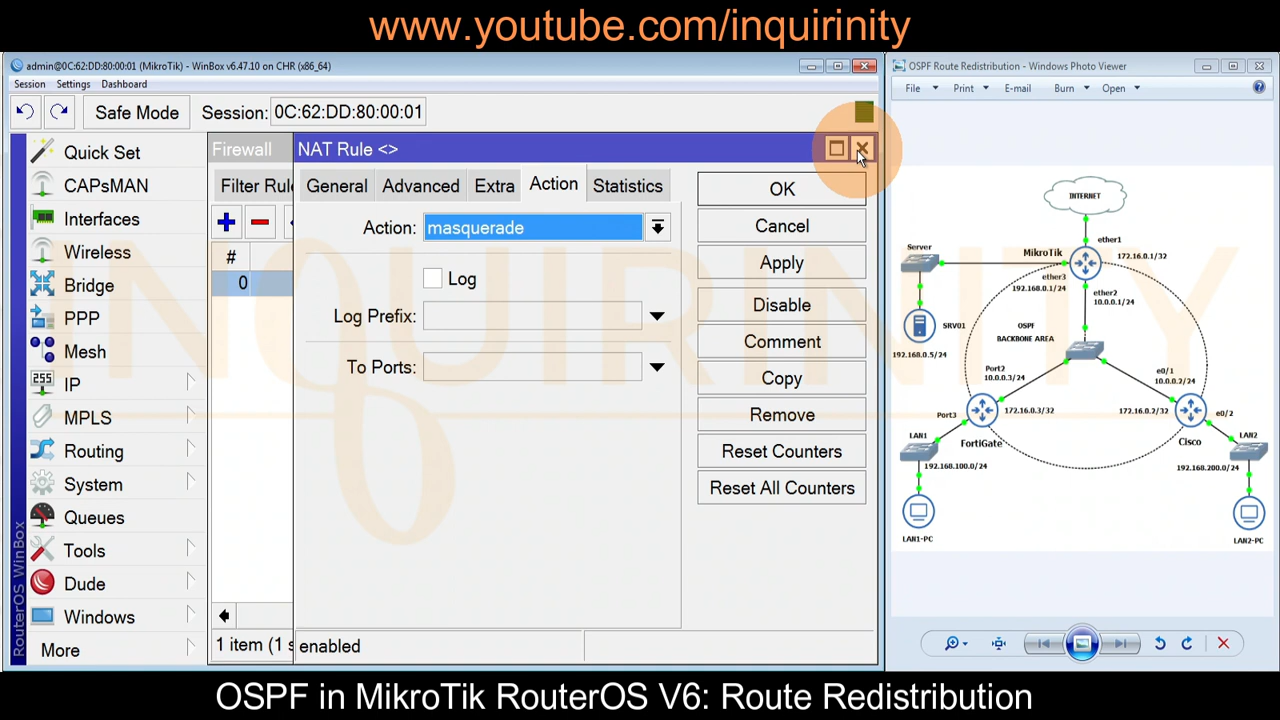 www.youtube.com/inquirinity
admin@0C:62:DD:80:00:01 (MikroTik) - WinBox v6.47.10 on CHR (x86_64)
Session Settings Dashboard
Safe Mode Session: 0C:62:DD:80:00:01
Quick Set
CAPsMAN
Interfaces
Wireless
Bridge
PPP
Mesh
IP
MPLS
Routing
System
Queues
Tools
Dude
Windows
More
RouterOS WinBox
255
Firewall
Filter Rul
#
0
1 item (1 s
NAT Rule <>
General Advanced Extra Action Statistics
Action: masquerade
Log
Log Prefix:
To Ports:
enabled
OK
Cancel
Apply
Disable
Comment
Copy
Remove
Reset Counters
Reset All Counters
INQUIRINITY
OSPF Route Redistribution - Windows Photo Viewer
File Print E-mail Burn Open
INTERNET
ether1
172.16.0.1/32
Server
MikroTik
ether3
192.168.0.1/24
ether2
10.0.0.1/24
SRV01
192.168.0.5/24
OSPF
BACKBONE AREA
Port2
10.0.0.3/24
e0/1
10.0.0.2/24
Port3
172.16.0.3/32
172.16.0.2/32
e0/2
LAN1
FortiGate
Cisco
LAN2
192.168.100.0/24
192.168.200.0/24
LAN1-PC
LAN2-PC
OSPF in MikroTik RouterOS V6: Route Redistribution